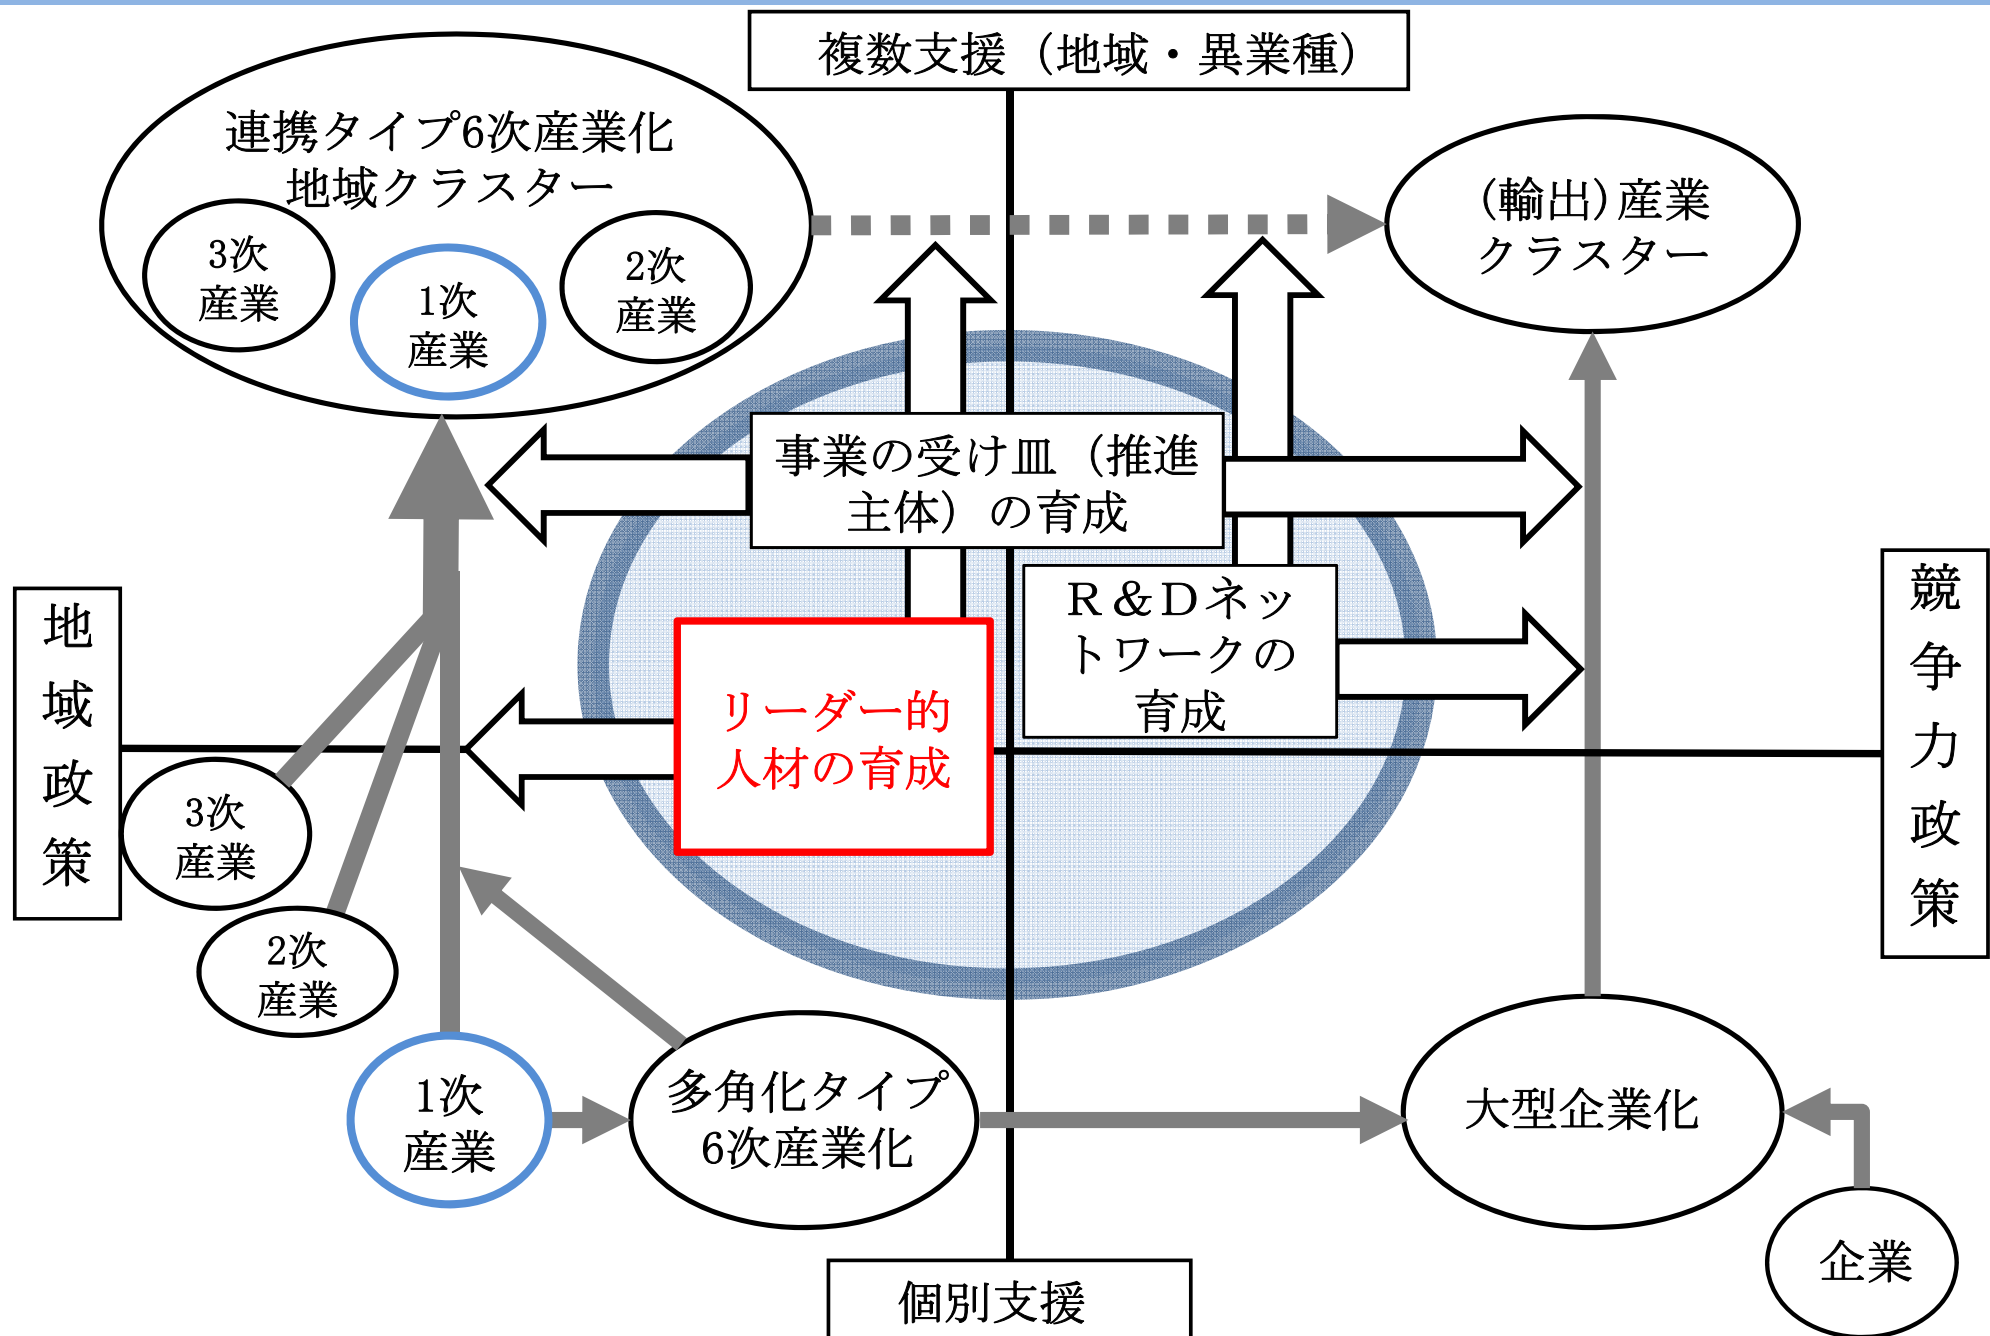 複数支援（地域・異業種）
連携タイプ6次産業化
地域クラスター
3次
産業
1次
産業
2次
産業
(輸出)産業
クラスター
事業の受け皿（推進
主体）の育成
R＆Dネッ
トワークの
育成
リーダー的
人材の育成
地域政策
競争力政策
3次
産業
2次
産業
1次
産業
多角化タイプ
6次産業化
大型企業化
企業
個別支援